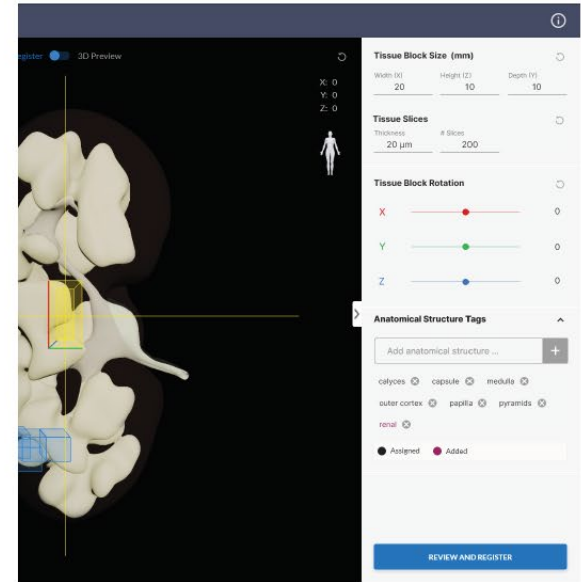 egister 3D Preview
X: 0
Y: 0
Z: 0
Tissue Block Size (mm)
Width (X) Height (Z) Depth (Y)
20 10 10
Tissue Slices
Thickness # Slices
20 μm 200
Tissue Block Rotation
X 0
Y 0
Z 0
Anatomical Structure Tags
Add anatomical structure ... +
calyces capsule medulla
outer cortex papilla pyramids
renal
Assigned Added
REVIEW AND REGISTER